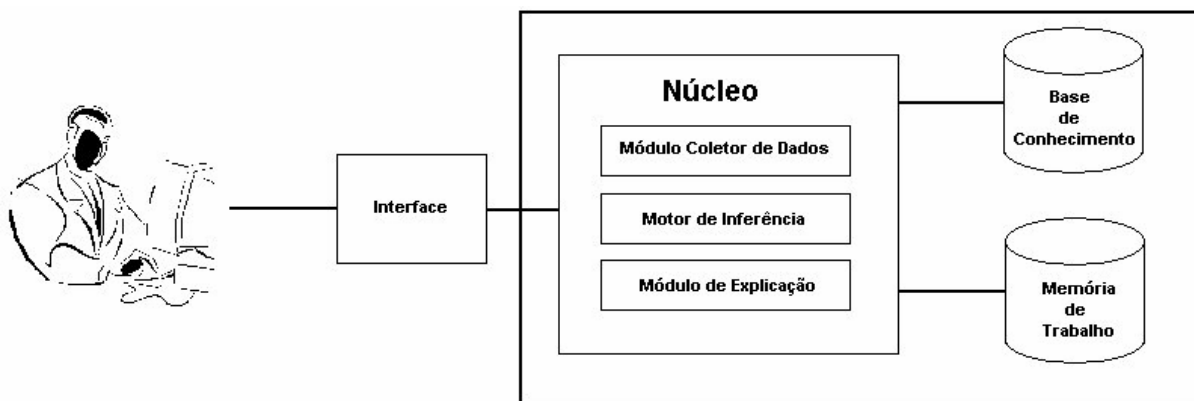 Núcleo
Módulo Coletor de Dados
Motor de Inferência
Módulo de Explicação
Interface
Base
de
Conhecimento
Memória
de
Trabalho